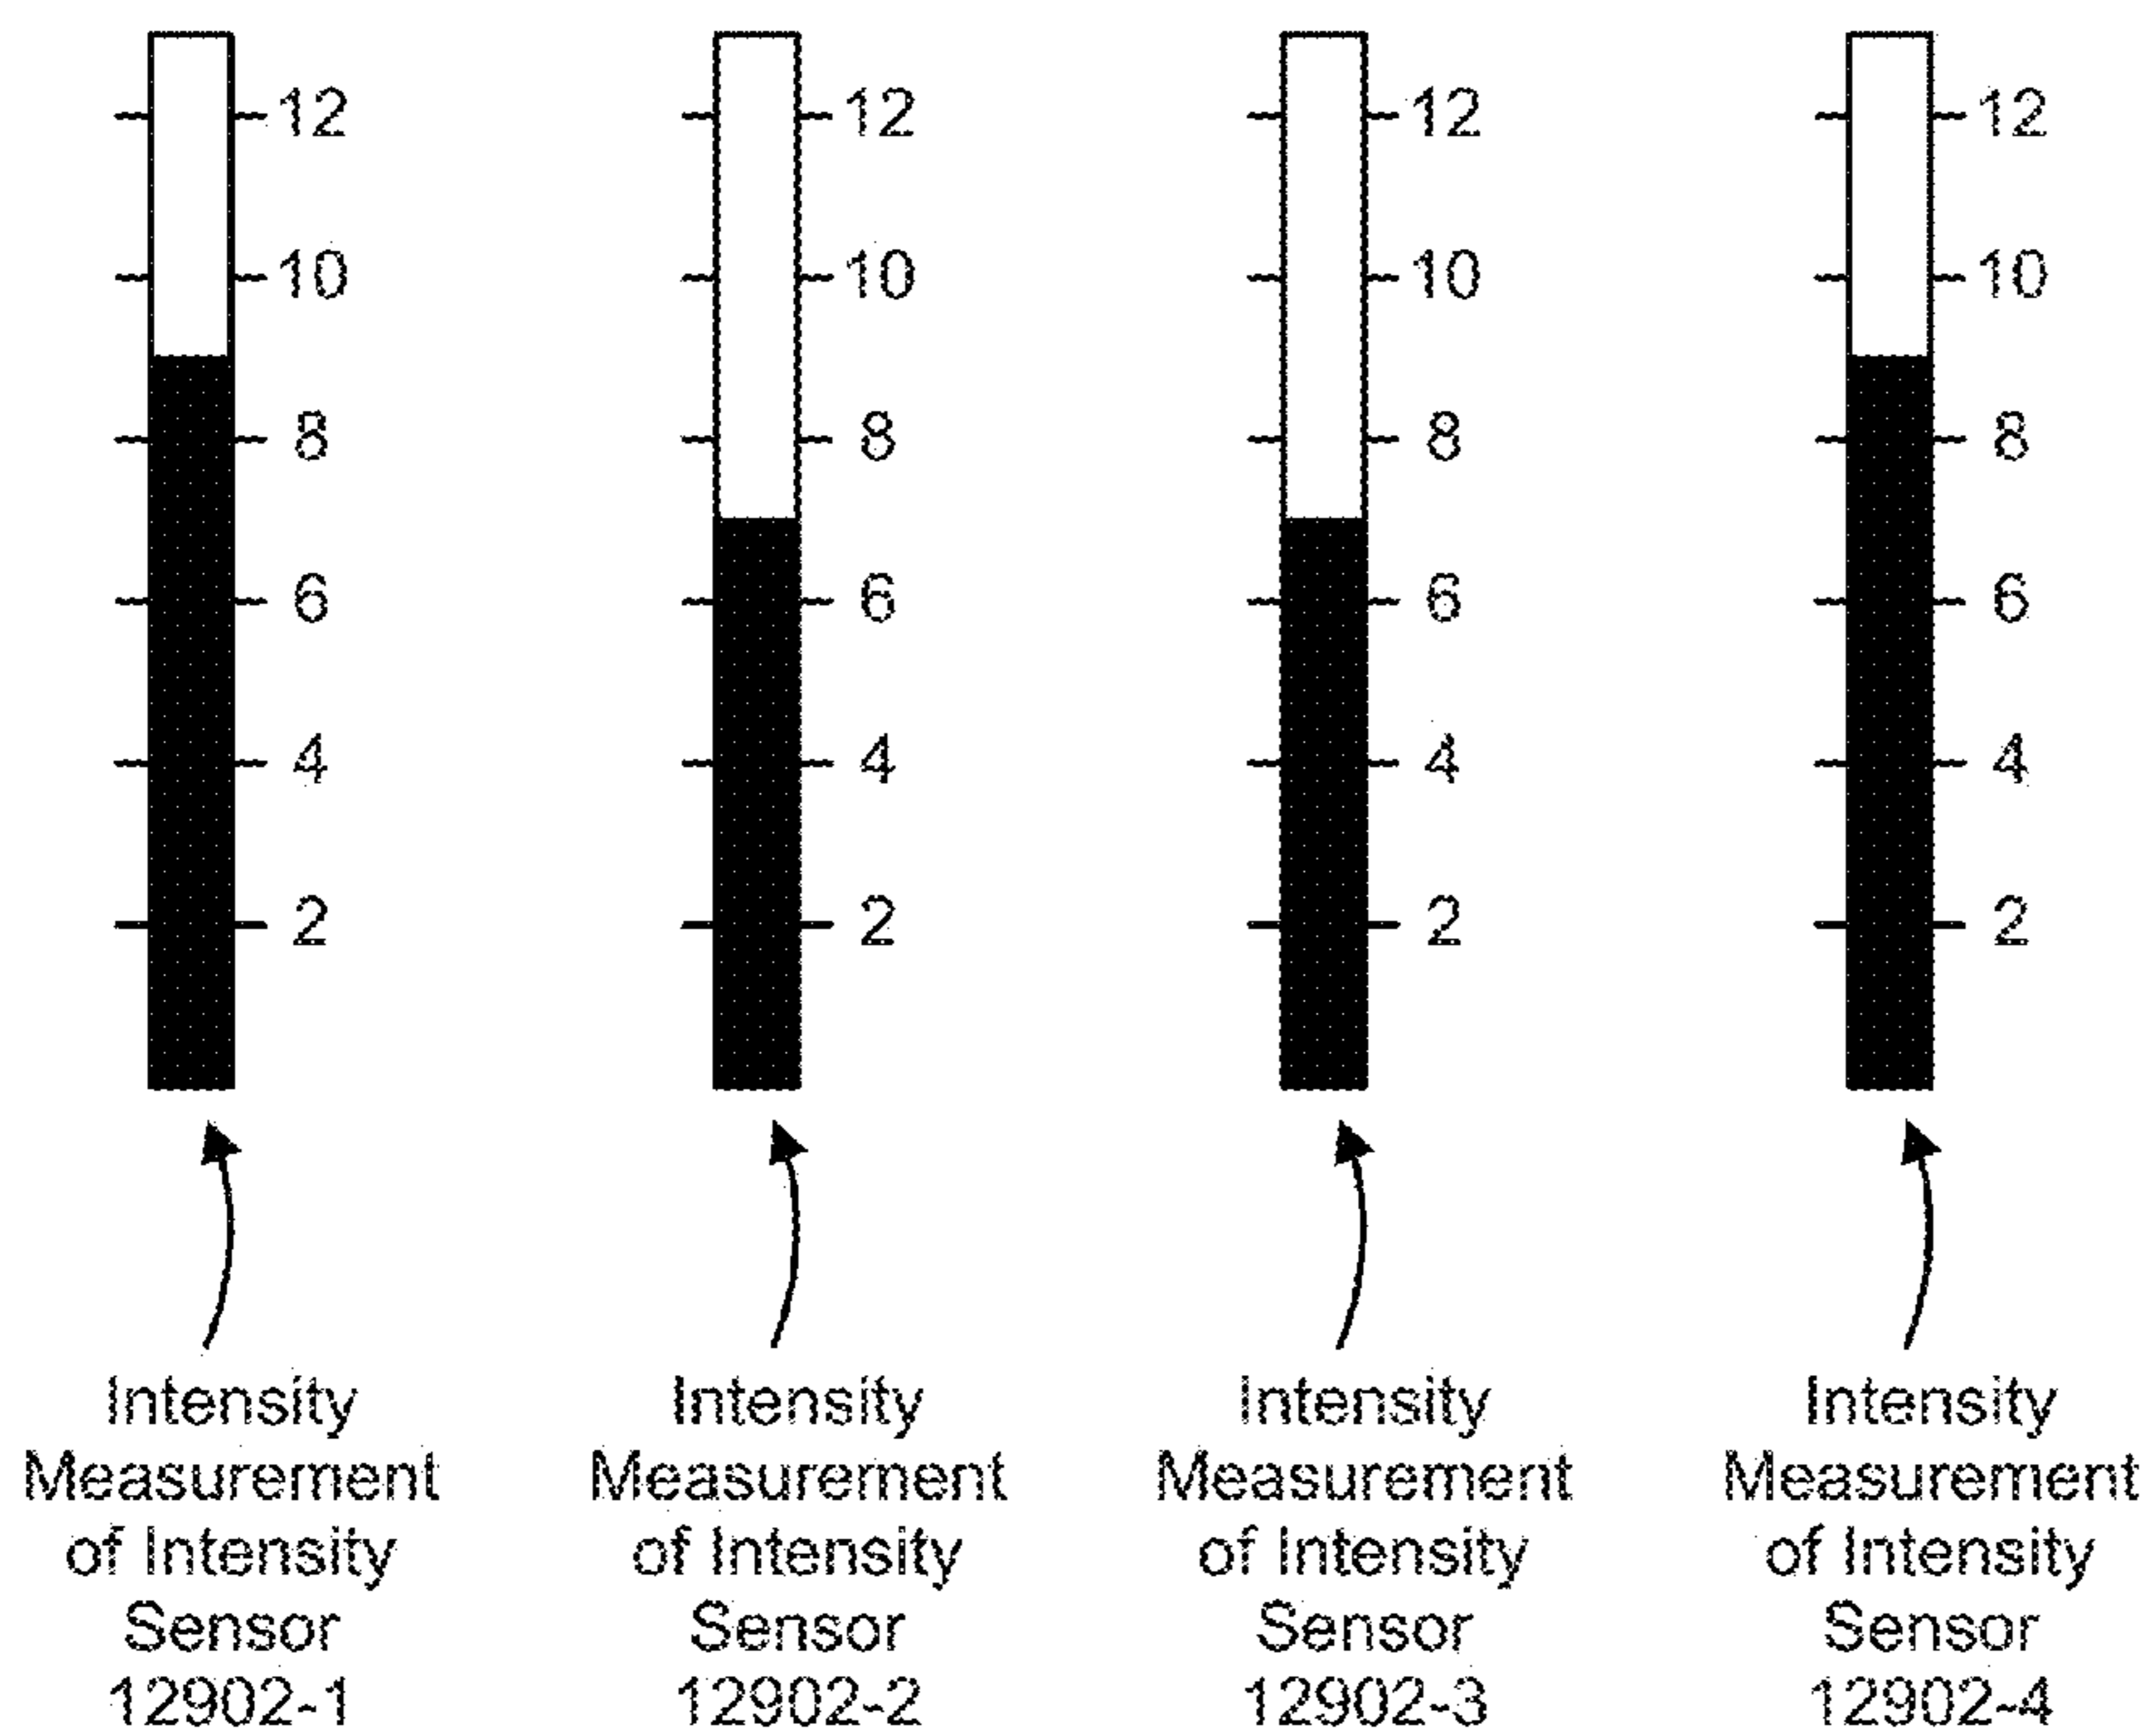 12 12 12 12
10 10 10 10
8 8 8 8
6 6 6 6
4 4 4 4
2 2 2 2
Intensity Intensity Intensity Intensity
Measurement Measurement Measurement Measurement
of Intensity of Intensity of Intensity of Intensity
Sensor Sensor Sensor Sensor
12902-1 12902-2 12902-3 12902-4